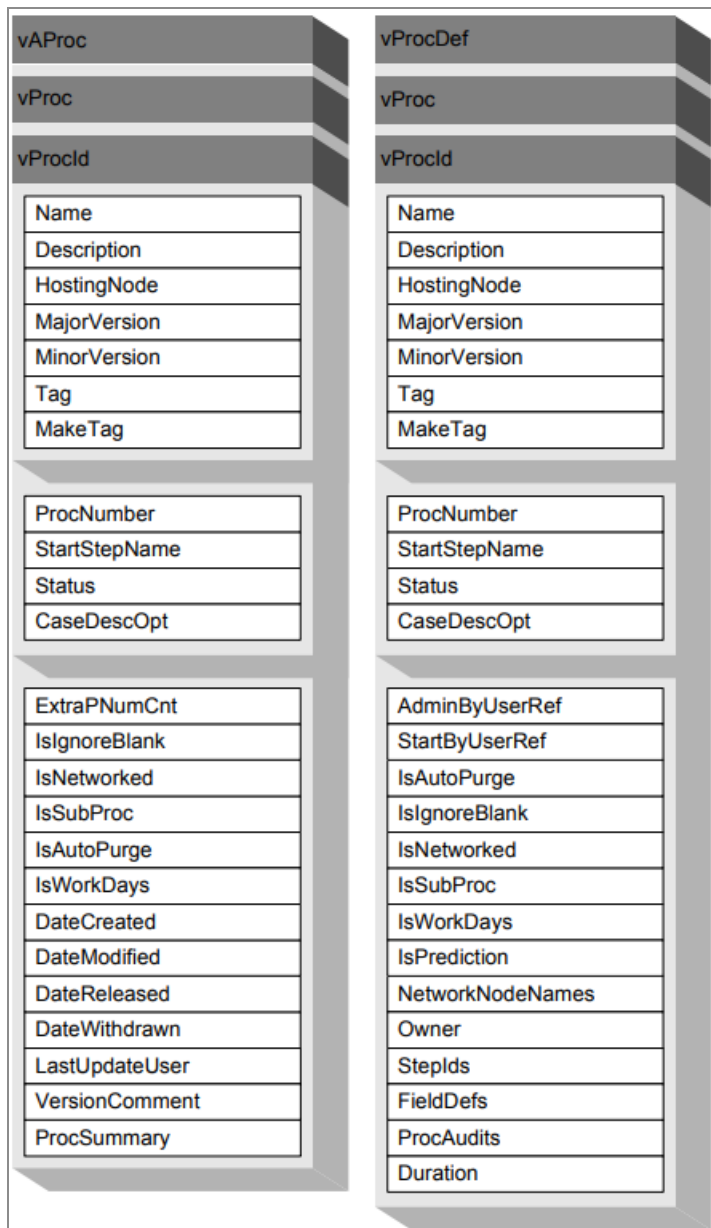 vAProc
vProc
vProcId
Name
Description
HostingNode
MajorVersion
MinorVersion
Tag
MakeTag
ProcNumber
StartStepName
Status
CaseDescOpt
ExtraPNumCnt
IsIgnoreBlank
IsNetworked
IsSubProc
IsAutoPurge
IsWorkDays
DateCreated
DateModified
DateReleased
DateWithdrawn
LastUpdateUser
VersionComment
ProcSummary
vProcDef
vProc
vProcId
Name
Description
HostingNode
MajorVersion
MinorVersion
Tag
MakeTag
ProcNumber
StartStepName
Status
CaseDescOpt
AdminByUserRef
StartByUserRef
IsAutoPurge
IsIgnoreBlank
IsNetworked
IsSubProc
IsWorkDays
IsPrediction
NetworkNodeNames
Owner
StepIds
FieldDefs
ProcAudits
Duration